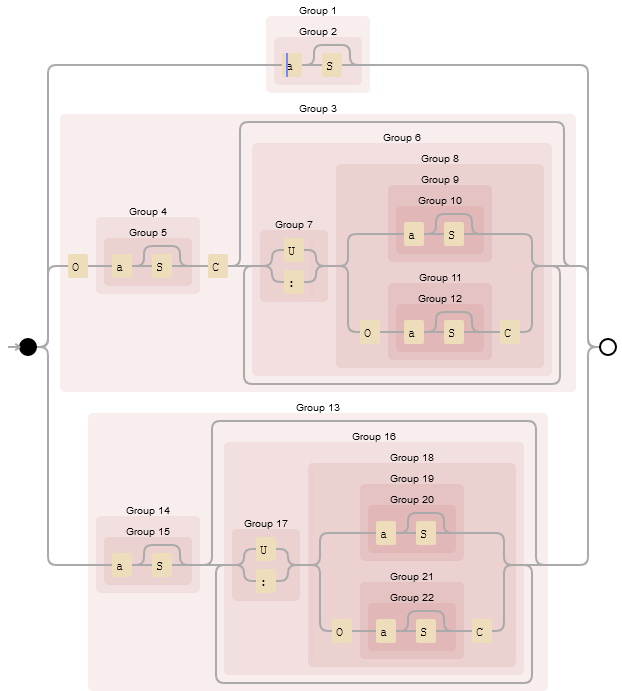 Group 1
Group 2
a S
Group 3
Group 6
Group 8
Group 9
Group 10
a S
Group 4
Group 5
Group 7
O a S C
U
:
Group 11
Group 12
O a S C
Group 13
Group 16
Group 18
Group 19
Group 20
a S
Group 14
Group 15
Group 17
a S
U
:
Group 21
Group 22
O a S C